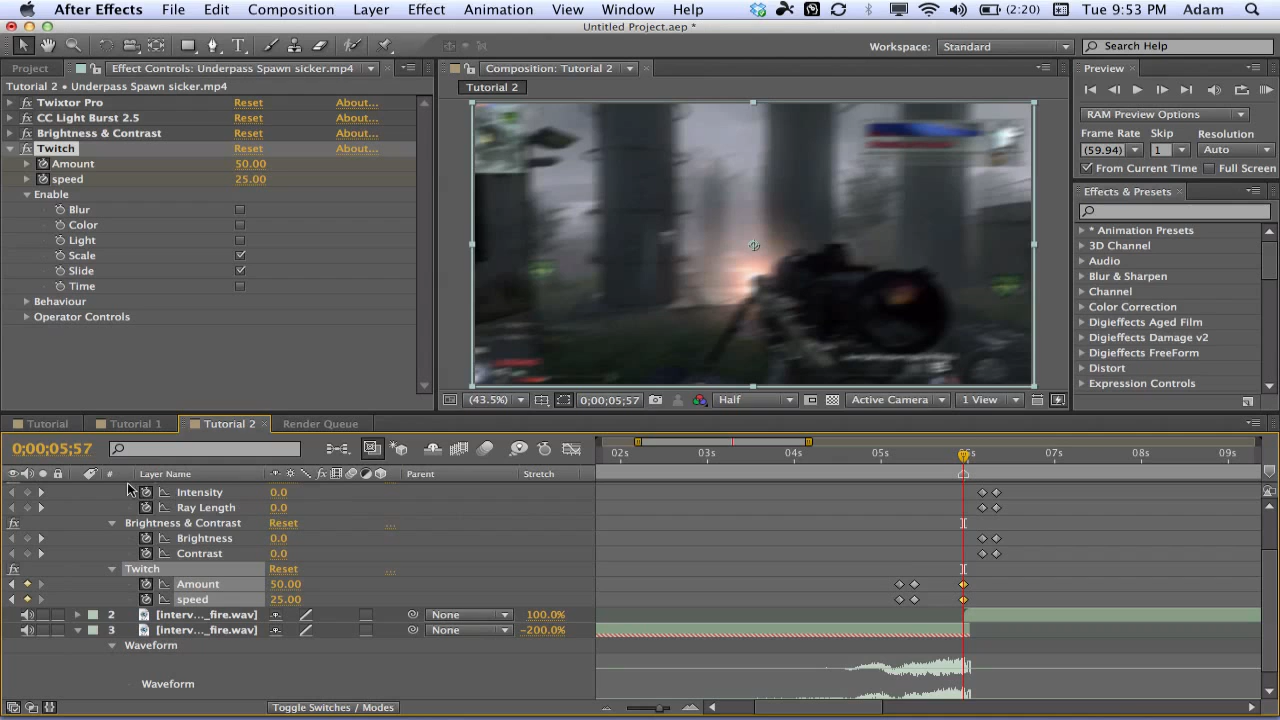 After Effects File Edit Composition Layer Effect Animation View Window Help (2:20) Tue 9:53 PM Adam
Untitled Project.aep *
Workspace: Standard Search Help
Project Effect Controls: Underpass Spawn sicker.mp4 Composition: Tutorial 2 Preview
Tutorial 2 • Underpass Spawn sicker.mp4 Tutorial 2
Twixtor Pro Reset About...
CC Light Burst 2.5 Reset About...
Brightness & Contrast Reset About...
Twitch Reset About...
Amount 50.00
speed 25.00
Enable
Blur
Color
Light
Scale
Slide
Time
Behaviour
Operator Controls
RAM Preview Options
Frame Rate Skip Resolution
(59.94) 1 Auto
From Current Time Full Screen
Effects & Presets
* Animation Presets
3D Channel
Audio
Blur & Sharpen
Channel
Color Correction
Digieffects Aged Film
Digieffects Damage v2
Digieffects FreeForm
Distort
Expression Controls
(43.5%) 0;00;05;57 Half Active Camera 1 View
Tutorial Tutorial 1 Tutorial 2 Render Queue
0;00;05;57
02s 03s 04s 05s 06s 07s 08s 09s
# Layer Name Parent Stretch
Intensity 0.0
Ray Length 0.0
Brightness & Contrast Reset ...
Brightness 0.0
Contrast 0.0
Twitch Reset ...
Amount 50.00
speed 25.00
2 [interv..._fire.wav] None 100.0%
3 [interv..._fire.wav] None -200.0%
Waveform
Waveform
Toggle Switches / Modes